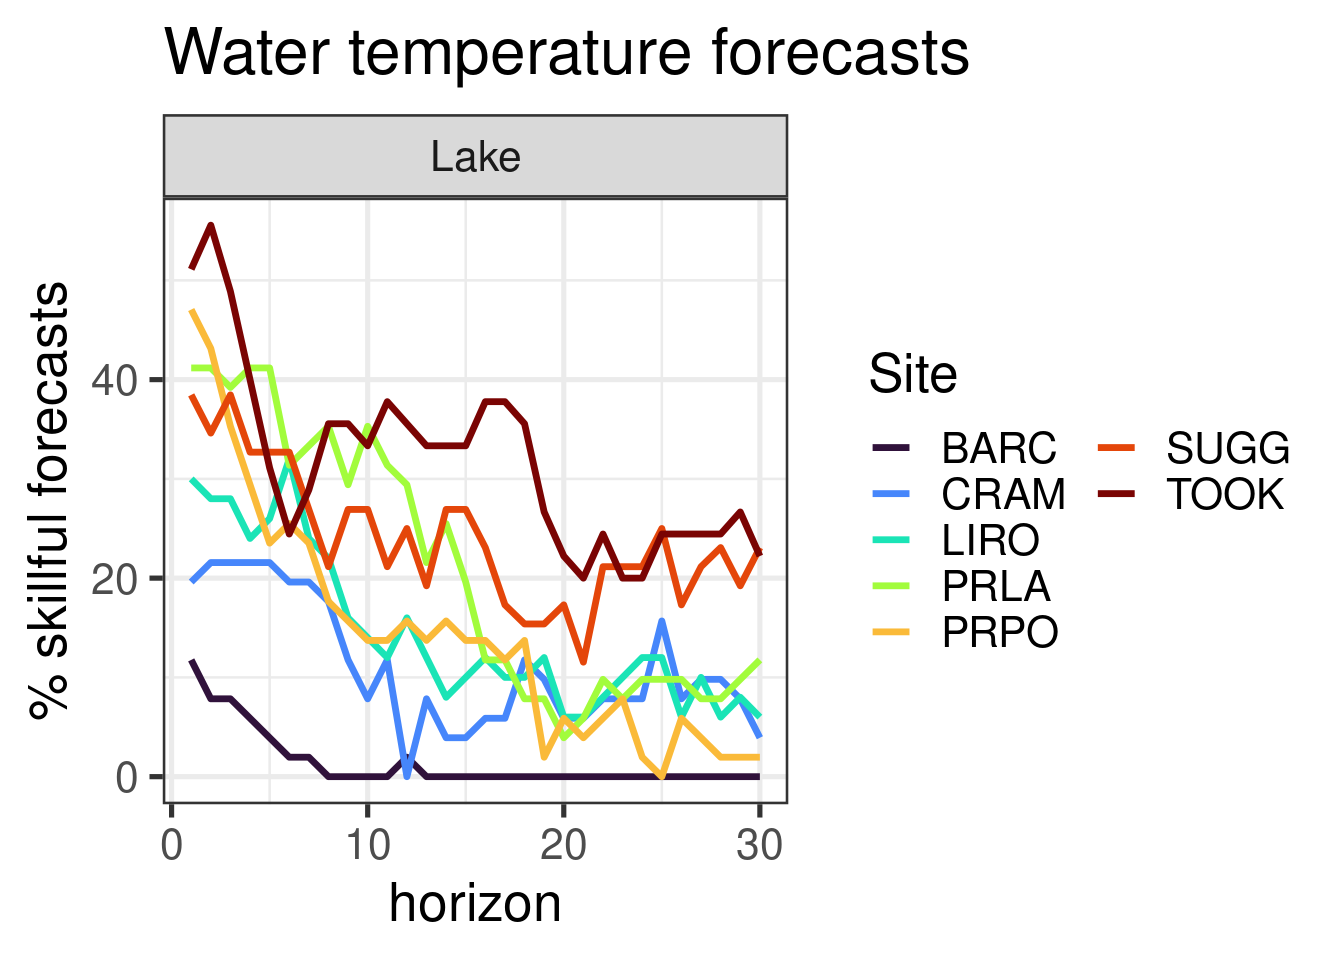 Water temperature forecasts
Lake
% skillful forecasts
40
20
0
0 10 20 30
horizon
Site
BARC SUGG
CRAM TOOK
LIRO
PRLA
PRPO